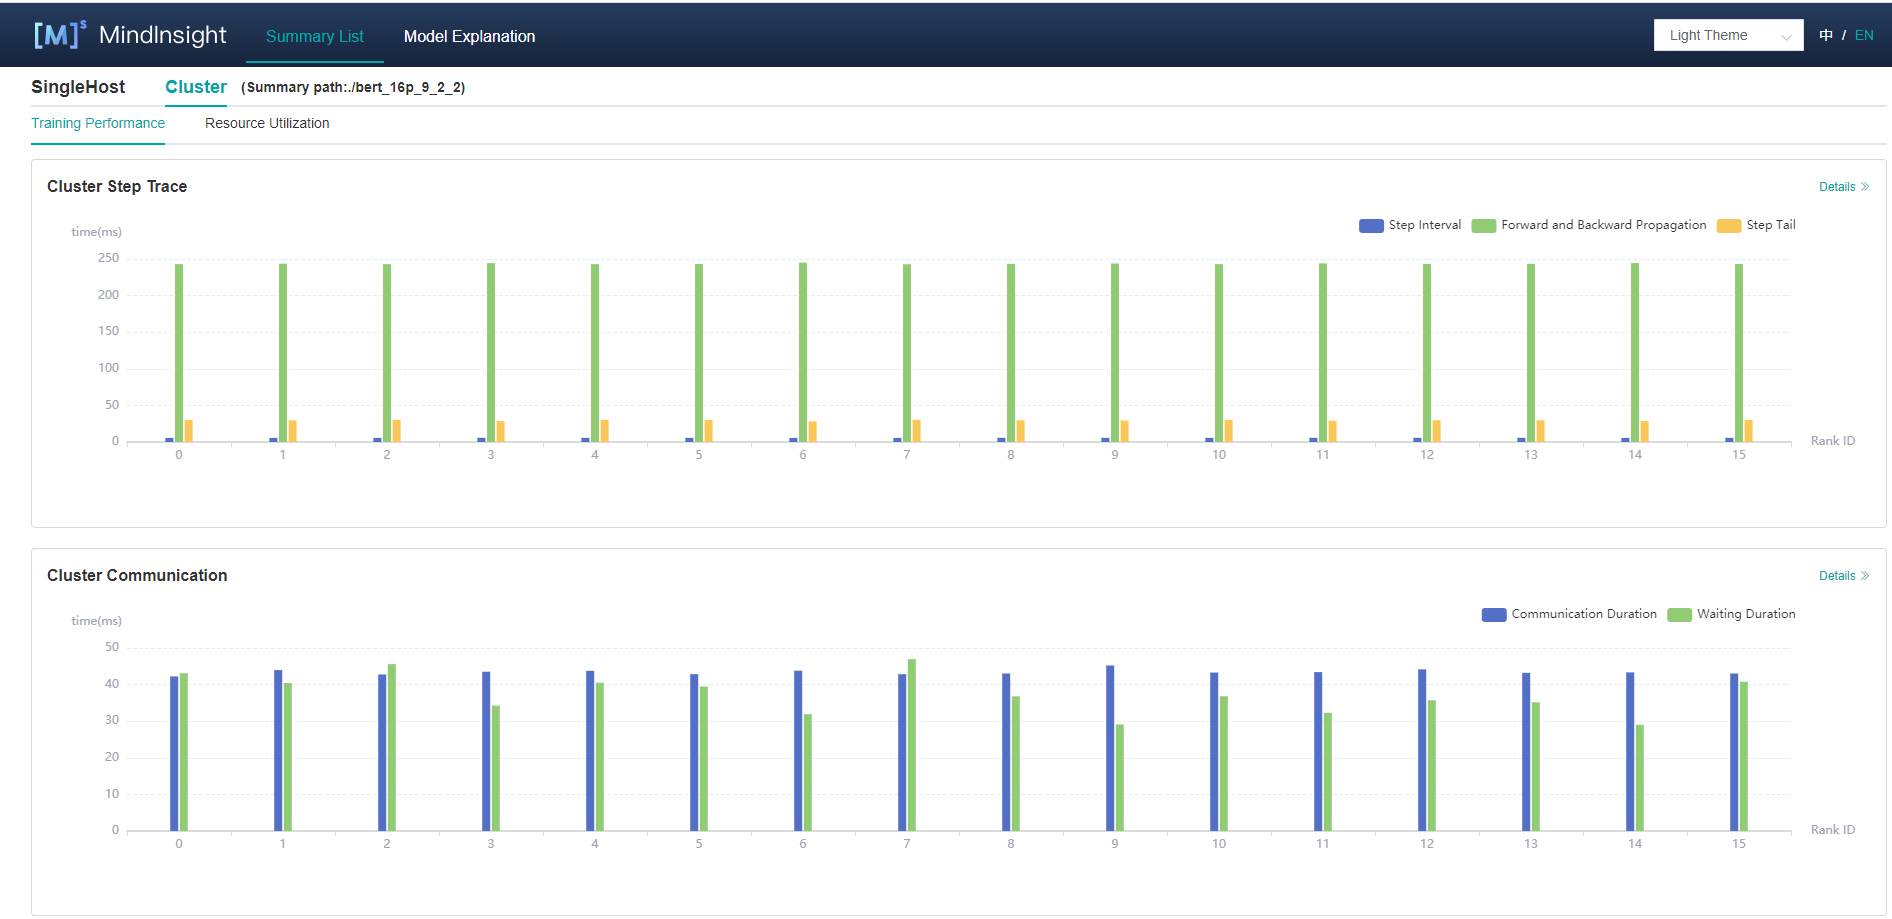 [M]s MindInsight Summary List Model Explanation Light Theme 中 / EN
SingleHost Cluster (Summary path:./bert_16p_9_2_2)
Training Performance Resource Utilization
Cluster Step Trace Details
Step Interval Forward and Backward Propagation Step Tail
time(ms)
250
200
150
100
50
0
Rank ID
0 1 2 3 4 5 6 7 8 9 10 11 12 13 14 15
Cluster Communication Details
Communication Duration Waiting Duration
time(ms)
50
40
30
20
10
0
Rank ID
0 1 2 3 4 5 6 7 8 9 10 11 12 13 14 15